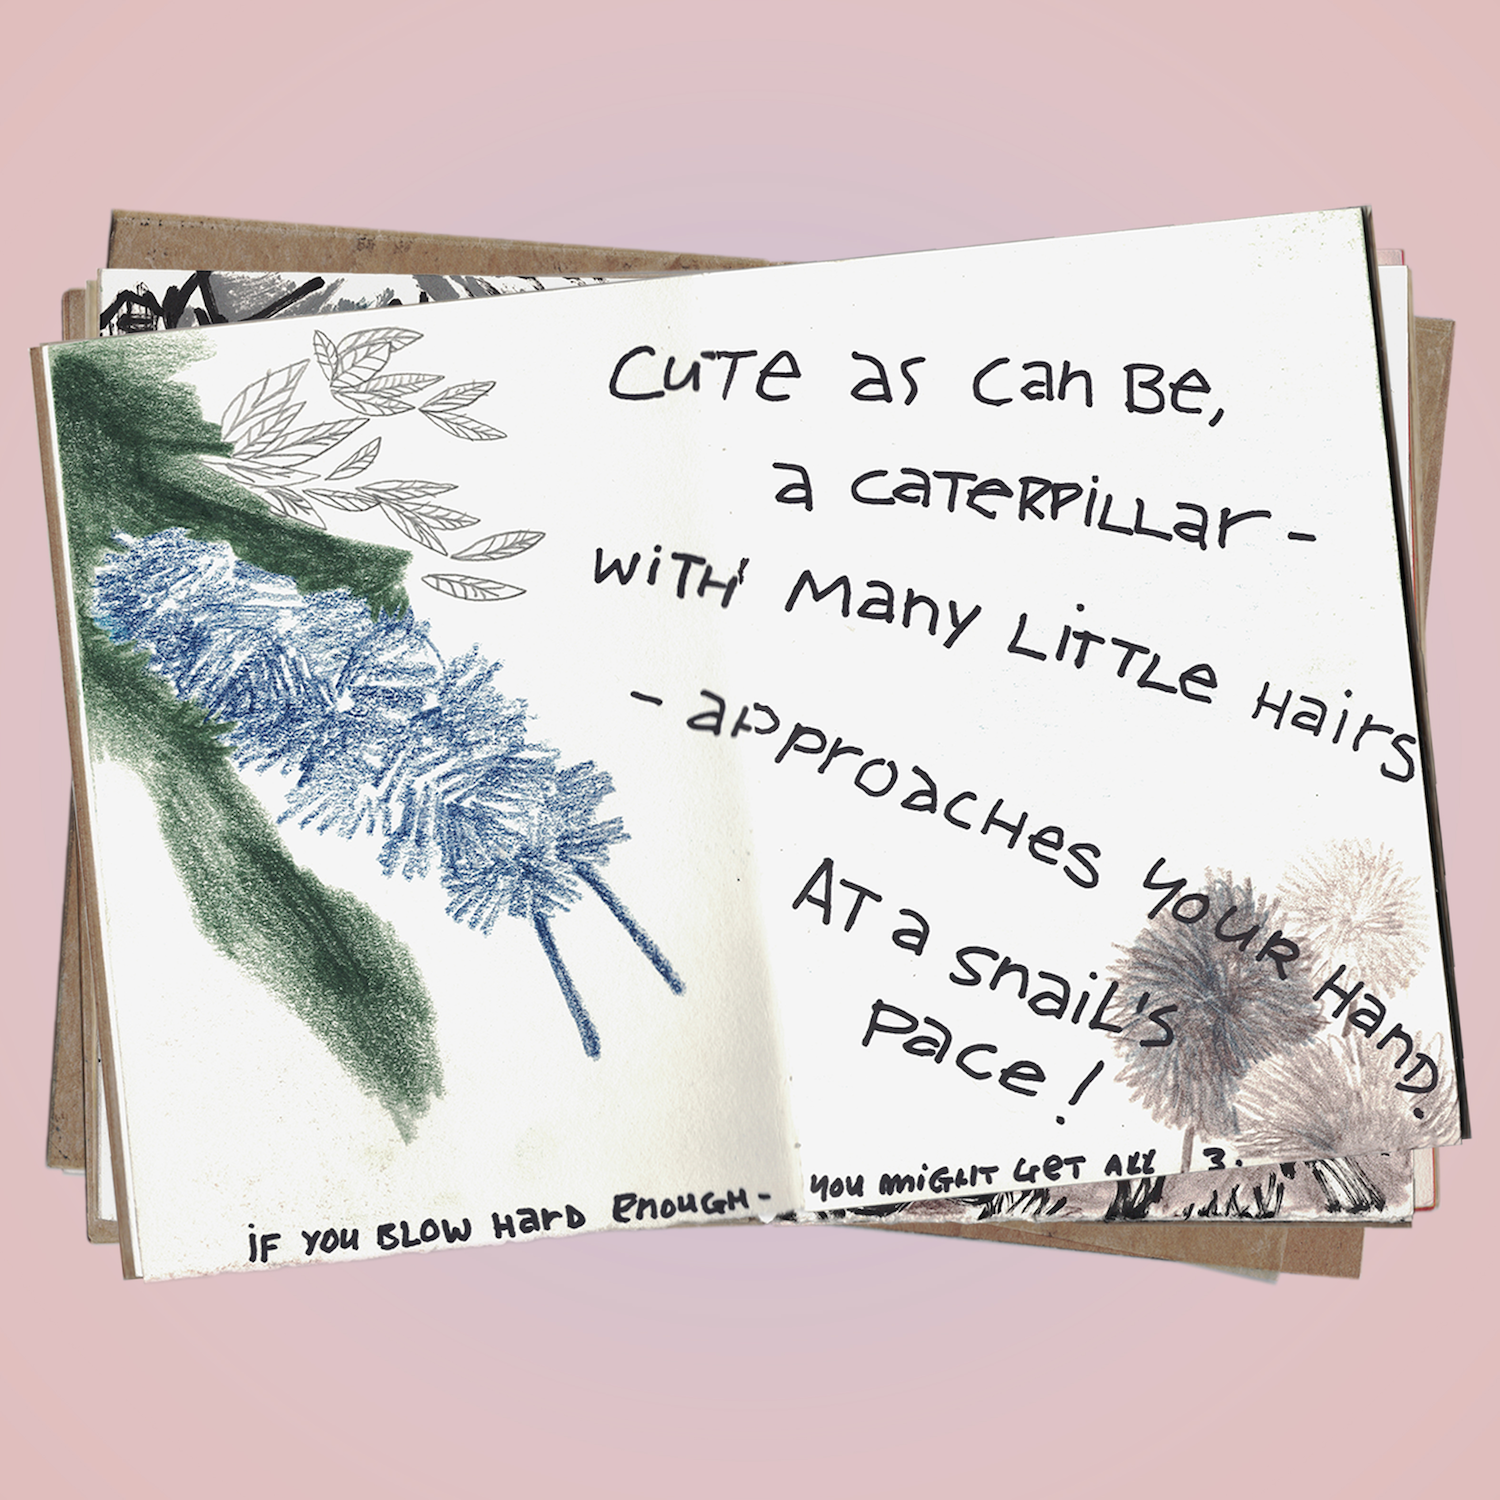 Cute as can Be,
a caterpillar -
with many little hairs
- approaches your hand.
At a snail's
pace!
if you blow hard enough - you might get all 3.